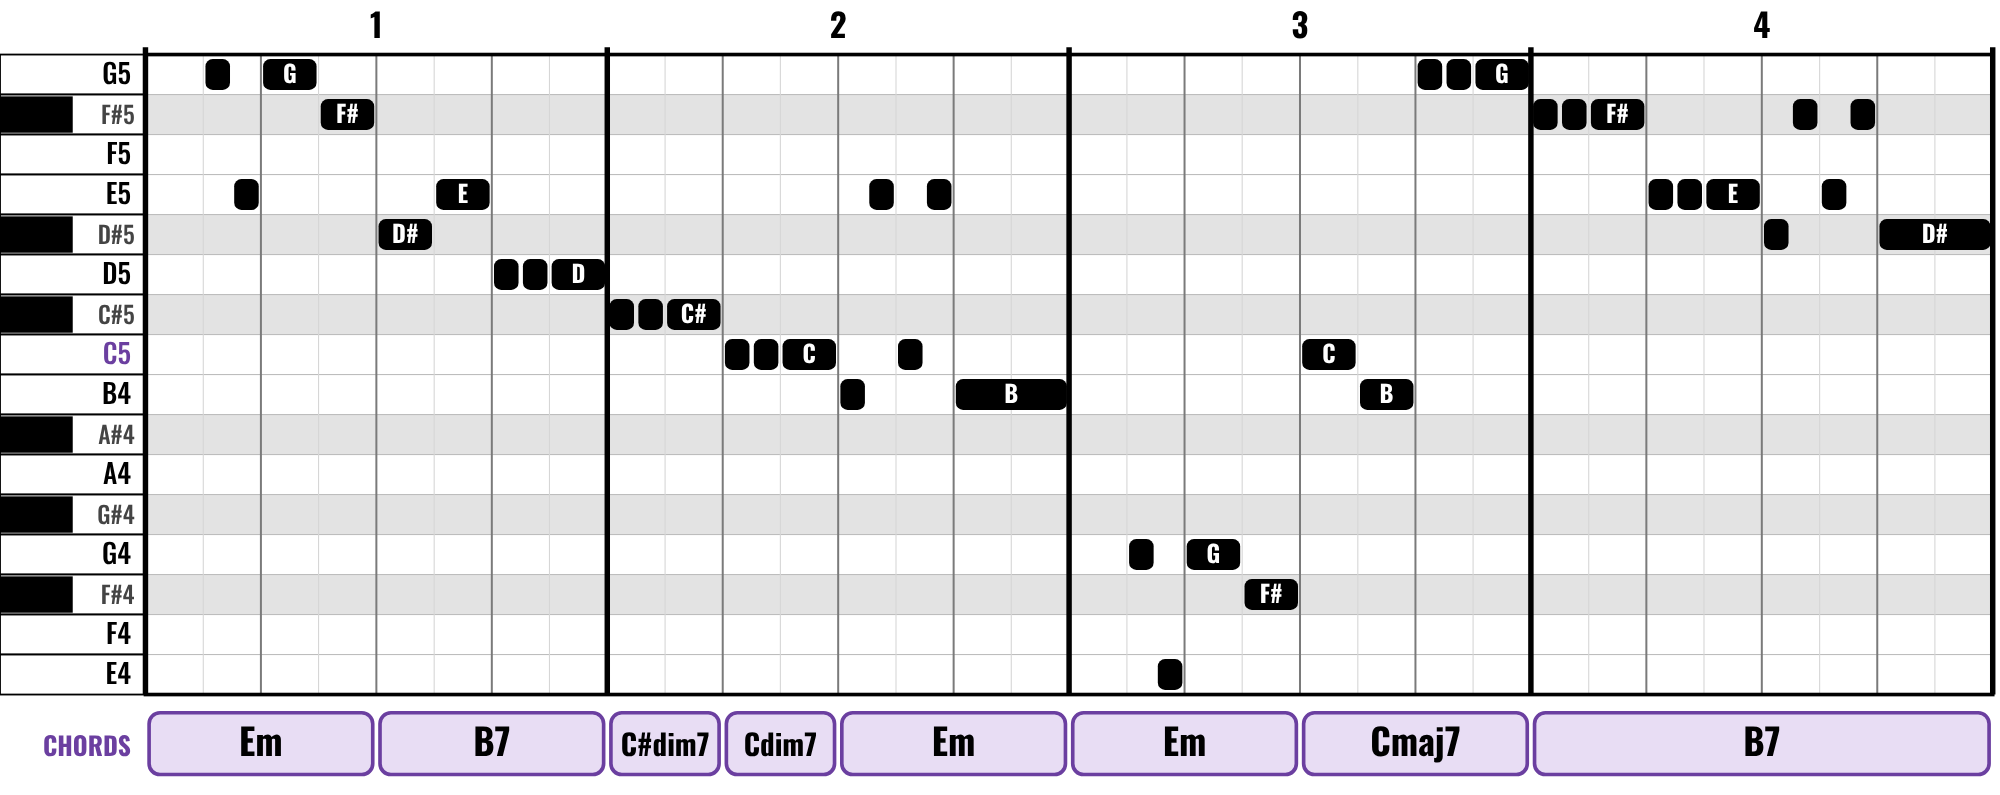 1 2 3 4
G5 G G
F#5 F# F#
F5
E5 E E
D#5 D# D#
D5 D
C#5 C#
C5 C C
B4 B B
A#4
A4
G#4
G4 G
F#4 F#
F4
E4
CHORDS Em B7 C#dim7 Cdim7 Em Em Cmaj7 B7